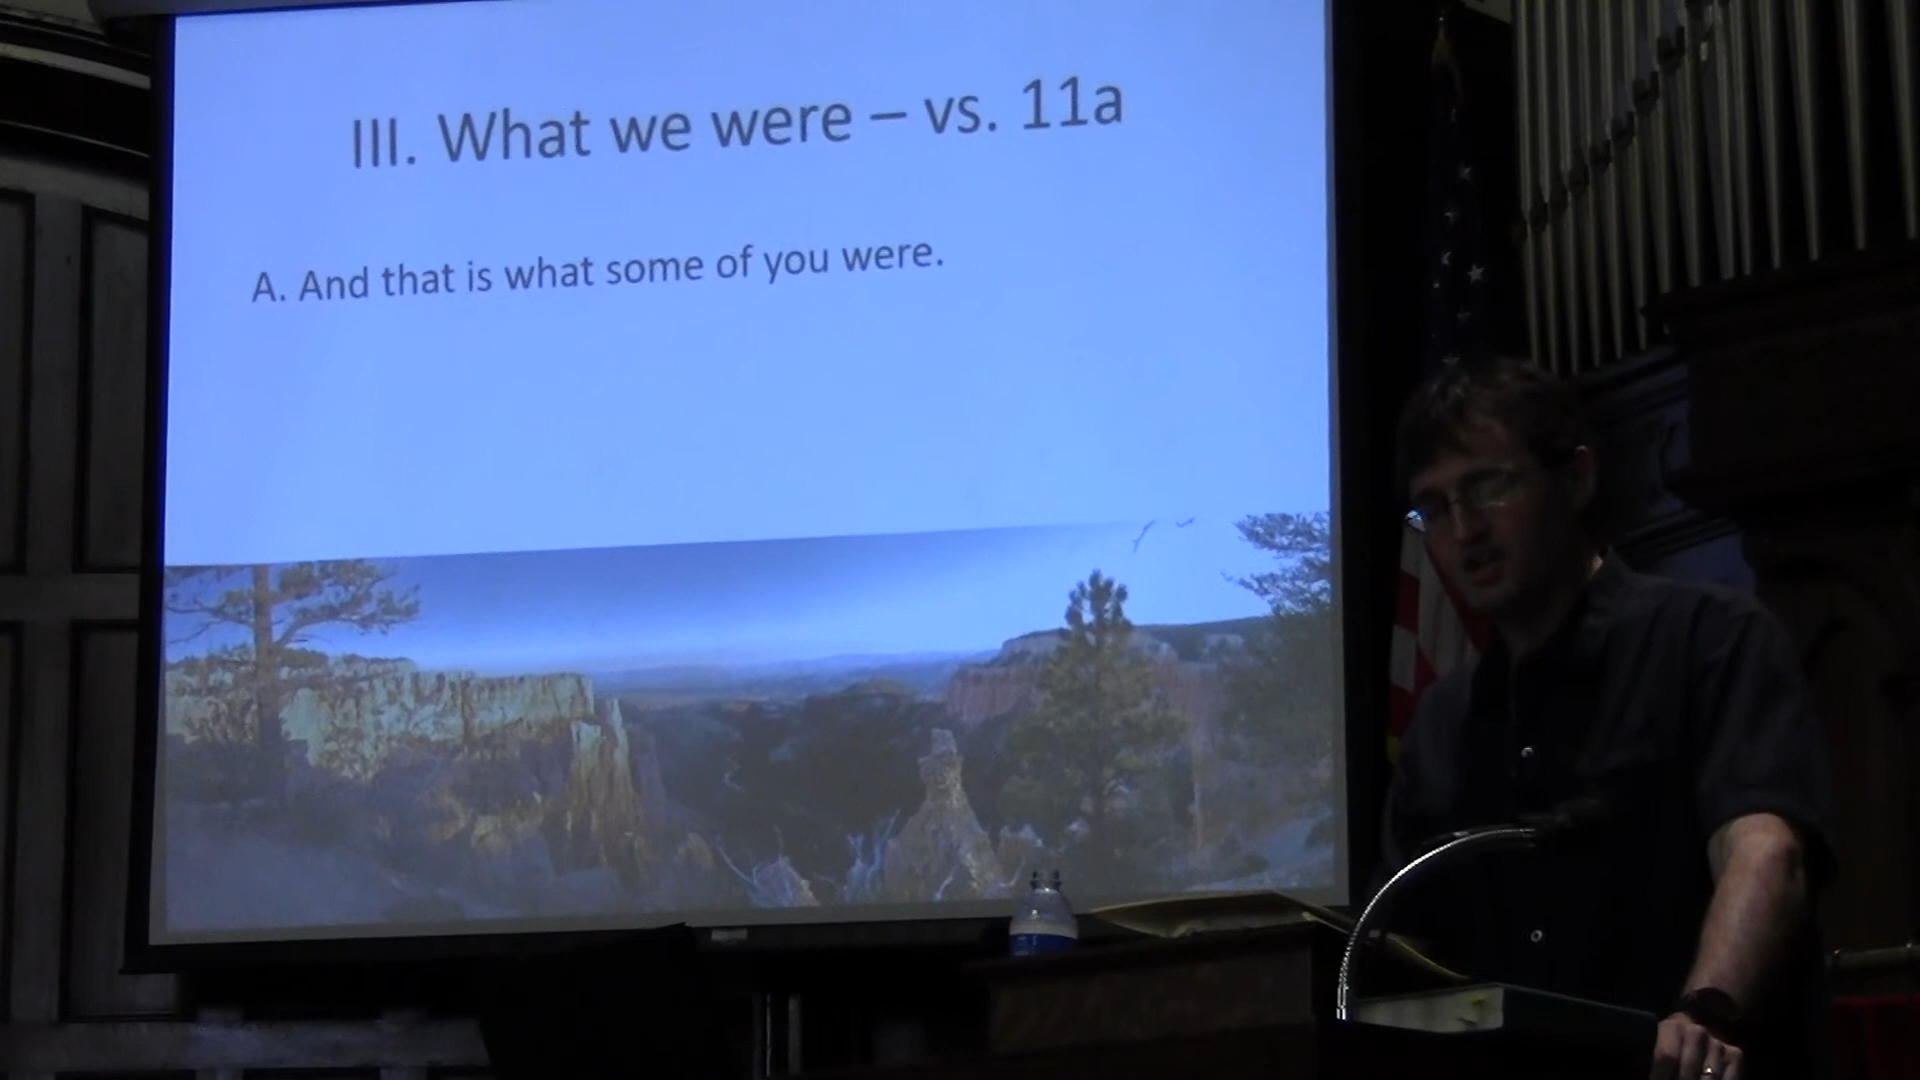 III. What we were – vs. 11a
A. And that is what some of you were.